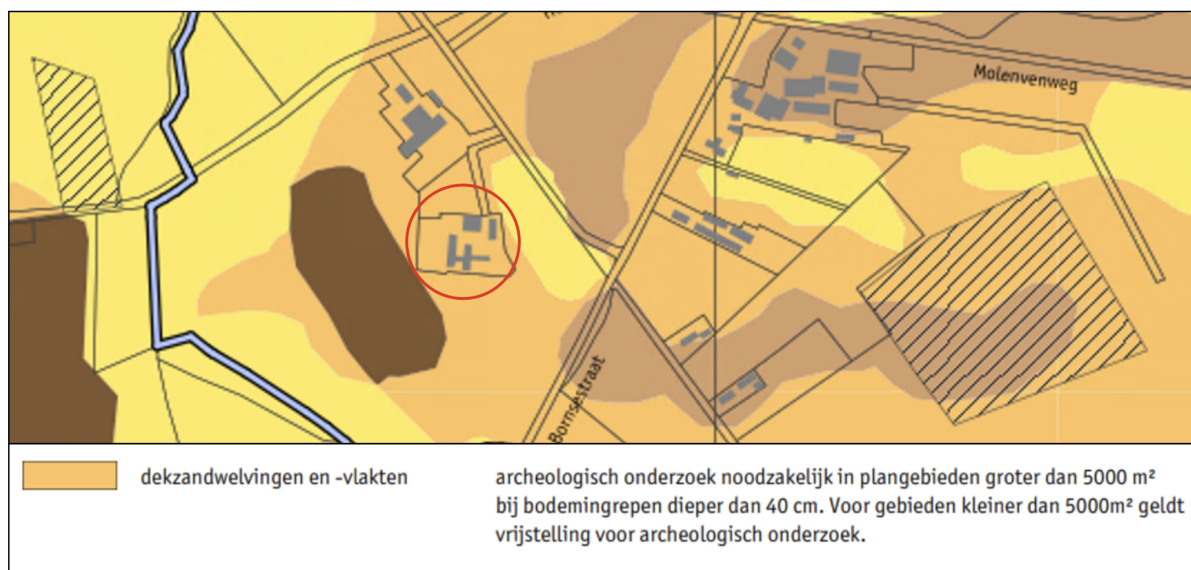 Molenvenweg
Bornsestraat
dekzandwelvingen en -vlakten
archeologisch onderzoek noodzakelijk in plangebieden groter dan 5000 m²
bij bodemingrepen dieper dan 40 cm. Voor gebieden kleiner dan 5000m² geldt
vrijstelling voor archeologisch onderzoek.